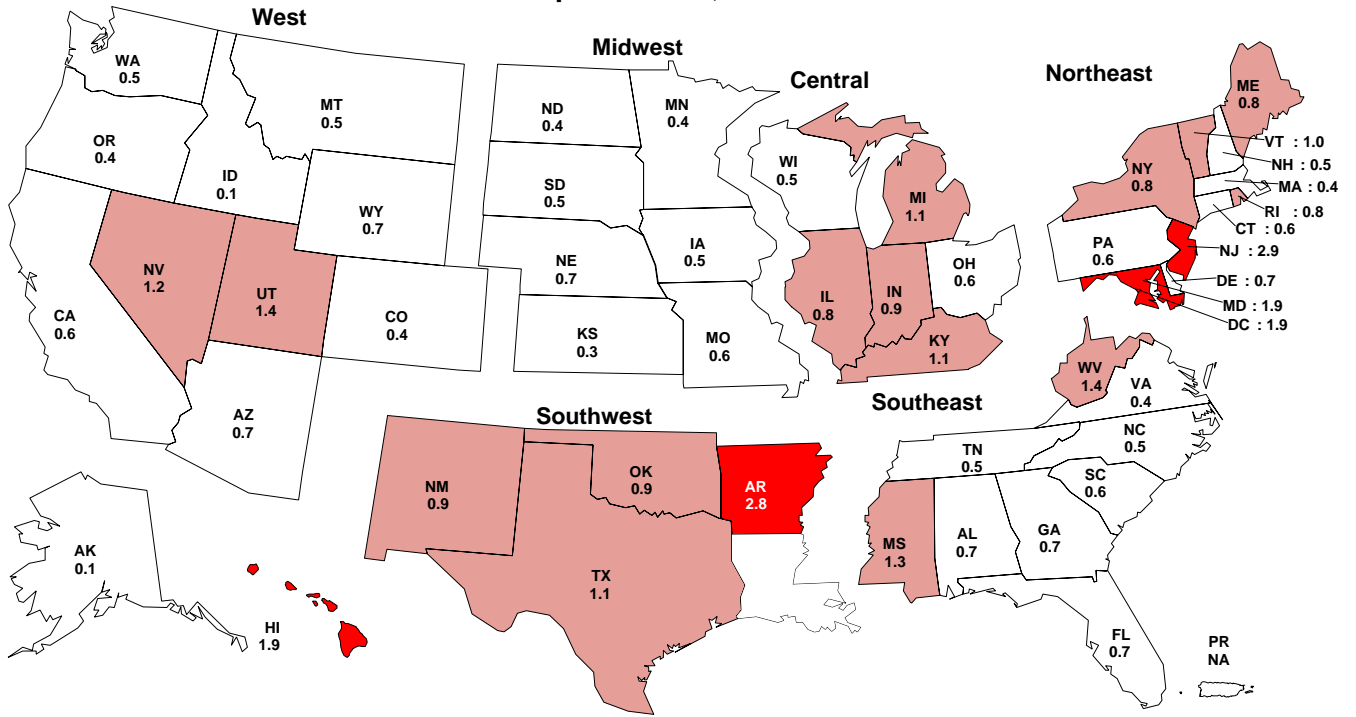 West
Midwest
Central
Northeast
WA
0.5
MT
0.5
OR
0.4
ID
0.1
WY
0.7
NV
1.2
UT
1.4
CA
0.6
CO
0.4
AZ
0.7
AK
0.1
HI
1.9
ND
0.4
MN
0.4
SD
0.5
NE
0.7
IA
0.5
KS
0.3
MO
0.6
WI
0.5
MI
1.1
IL
0.8
IN
0.9
OH
0.6
KY
1.1
ME
0.8
VT : 1.0
NH : 0.5
NY
0.8
MA : 0.4
RI : 0.8
CT : 0.6
PA
0.6
NJ : 2.9
DE : 0.7
MD : 1.9
DC : 1.9
WV
1.4
VA
0.4
Southwest
NM
0.9
OK
0.9
AR
2.8
TX
1.1
Southeast
TN
0.5
NC
0.5
SC
0.6
MS
1.3
AL
0.7
GA
0.7
FL
0.7
PR
NA